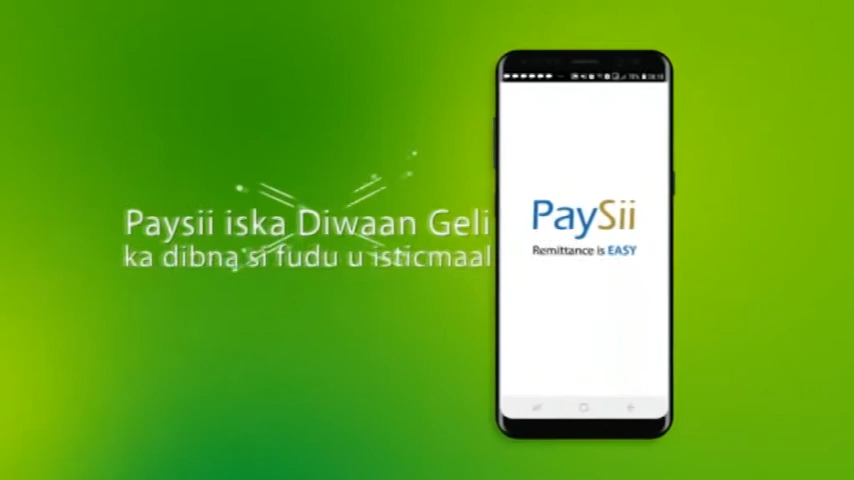 Paysii iska Diwaan Geli
ka dibna si fudu u isticmaal
PaySii
Remittance is EASY